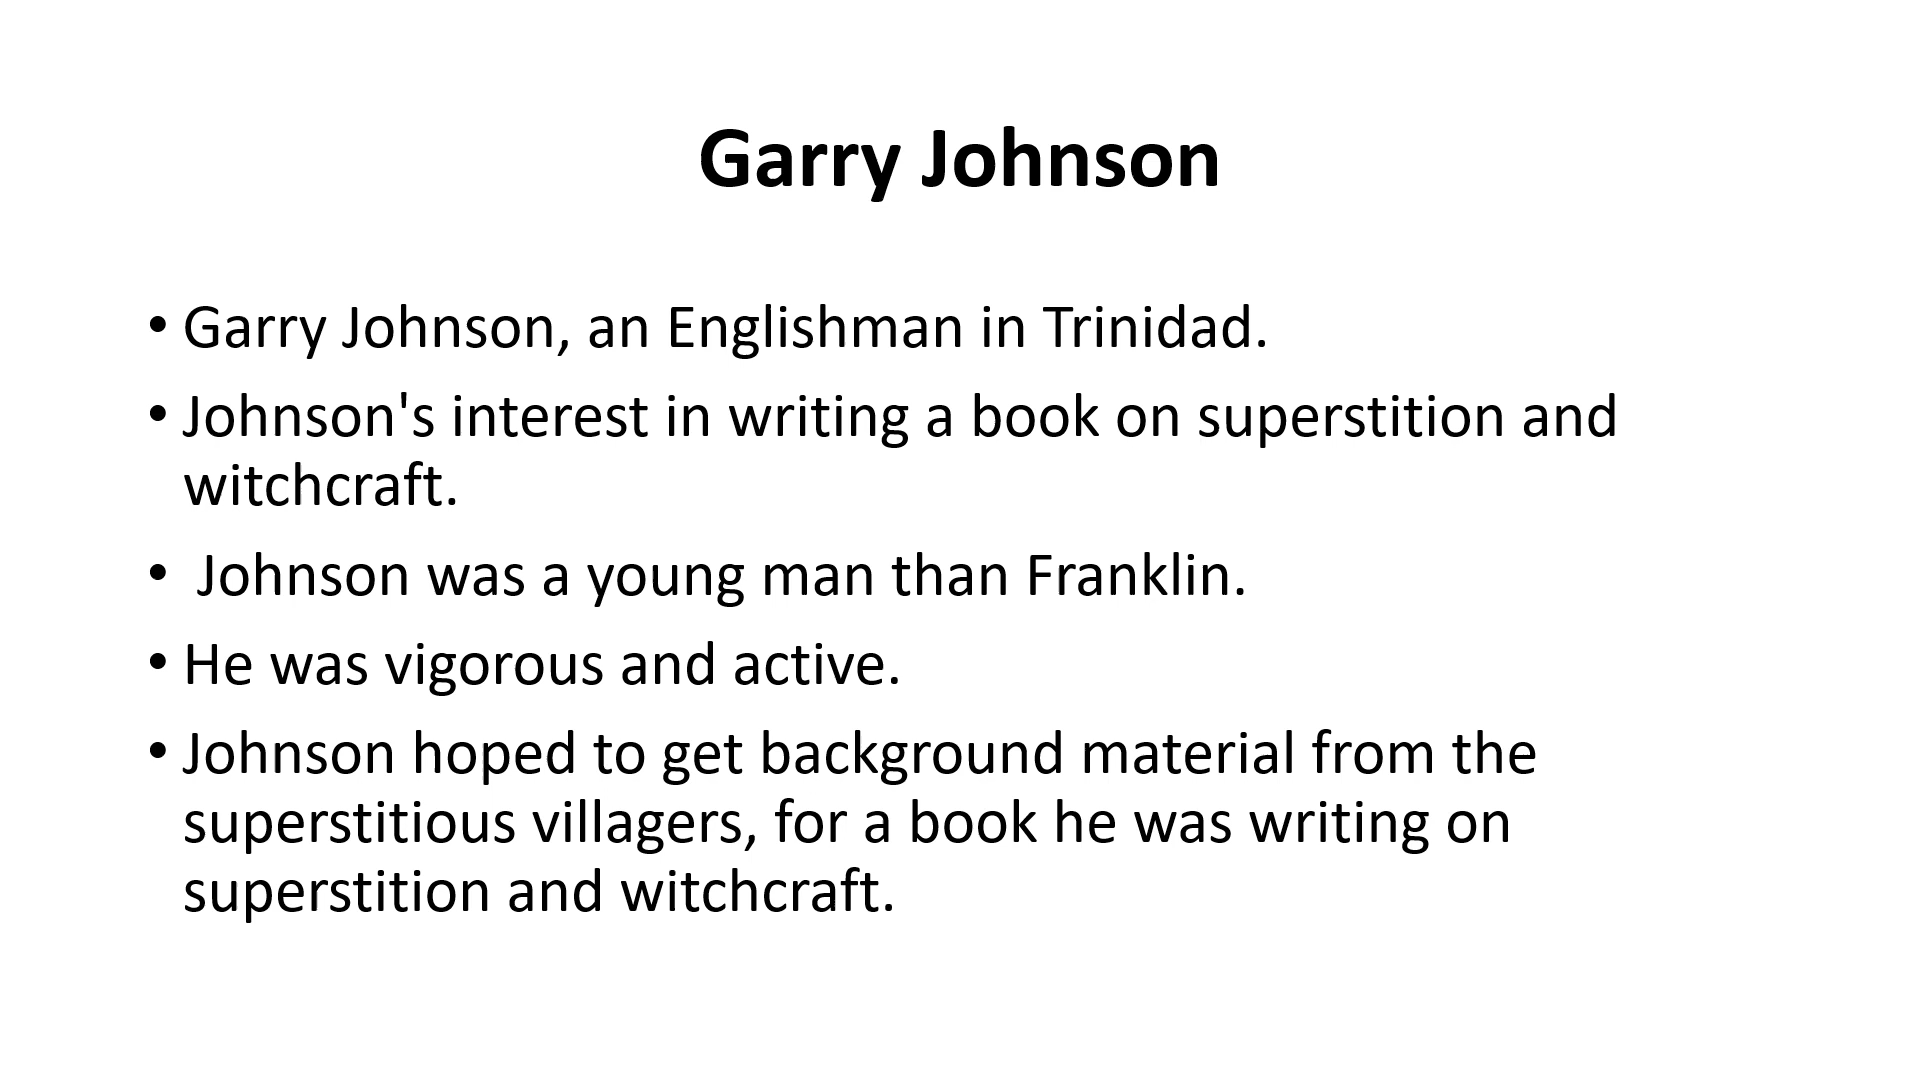 Garry Johnson
• Garry Johnson, an Englishman in Trinidad.
• Johnson's interest in writing a book on superstition and
witchcraft.
• Johnson was a young man than Franklin.
• He was vigorous and active.
• Johnson hoped to get background material from the
superstitious villagers, for a book he was writing on
superstition and witchcraft.